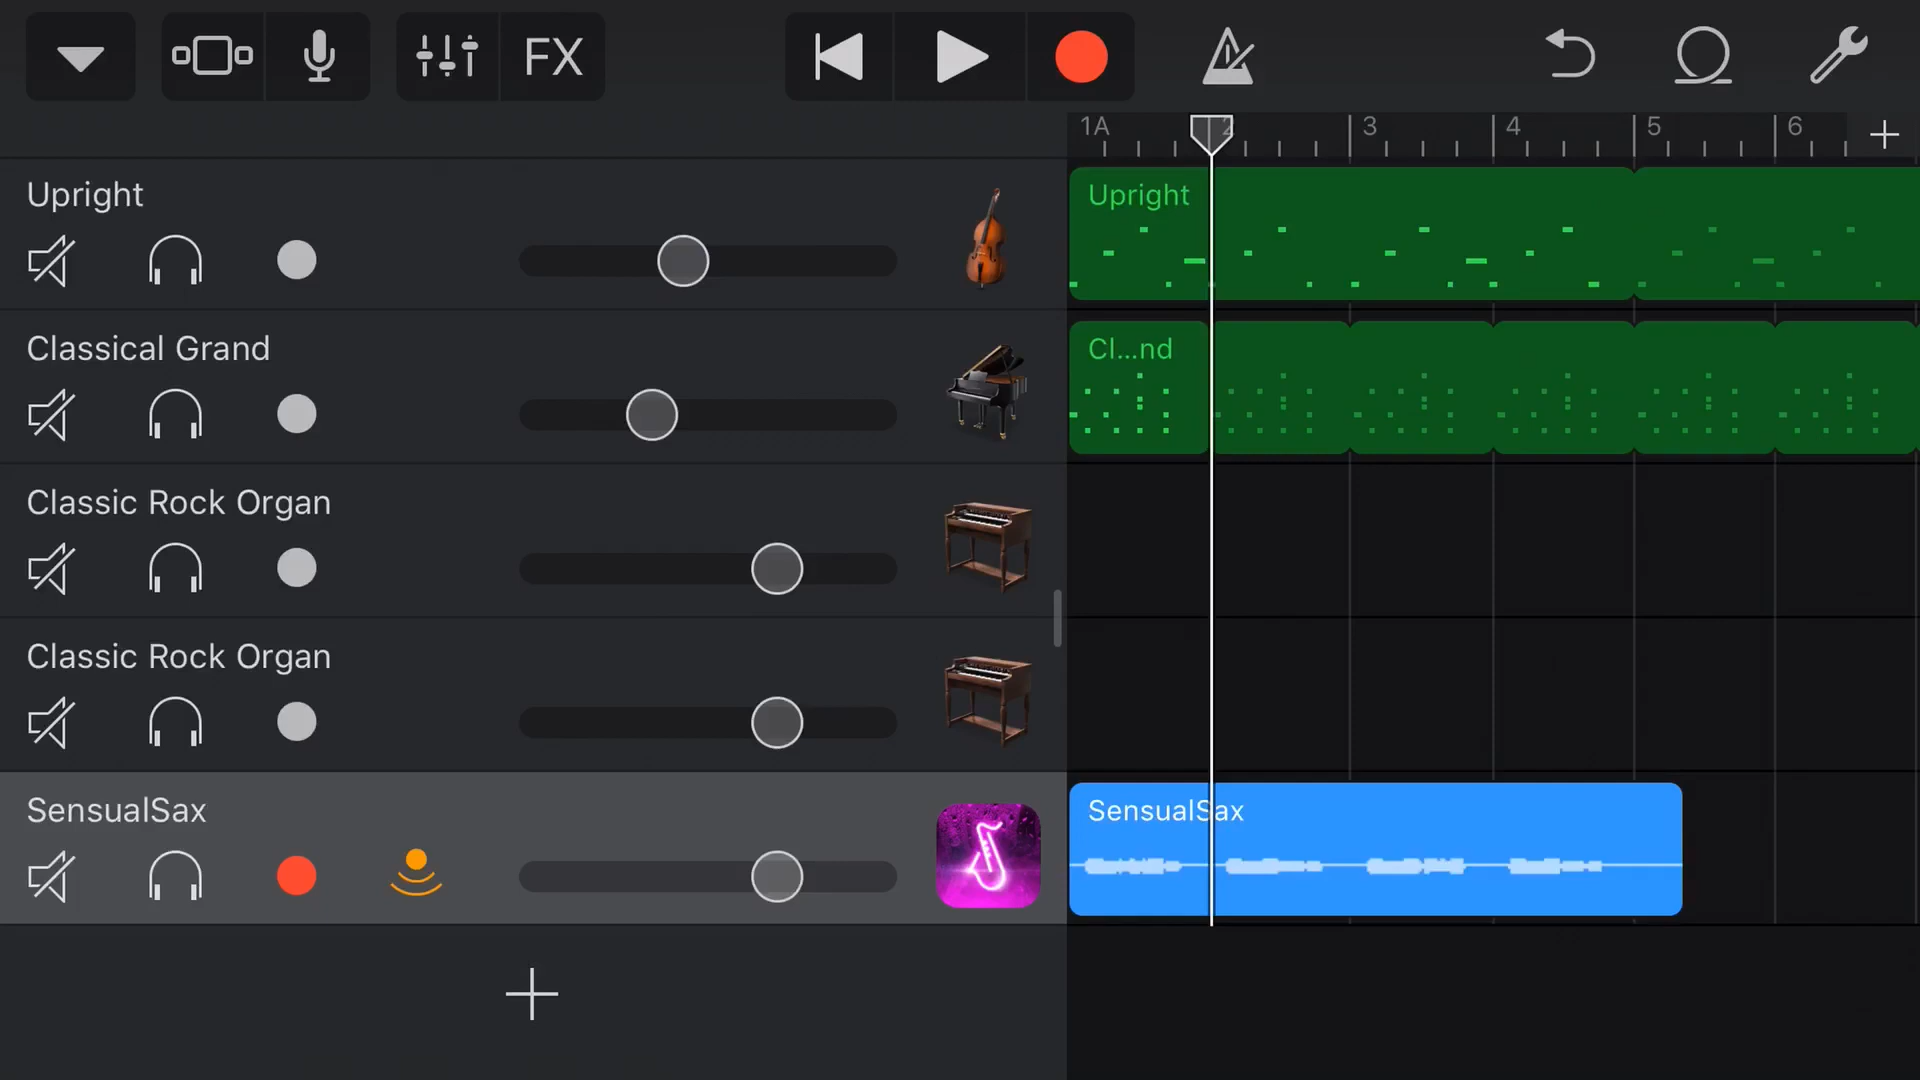 FX
1A 2 3 4 5 6
Upright
Upright
Classical Grand
Cl...nd
Classic Rock Organ
Classic Rock Organ
SensualSax
SensualSax